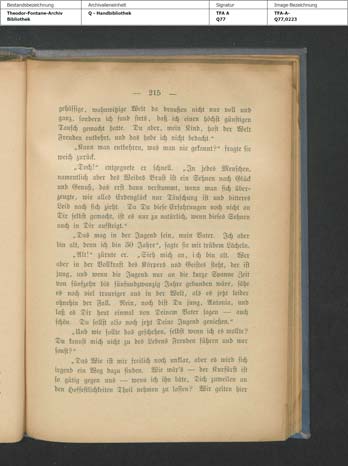 Bestandsbezeichnung
Theodor-Fontane-Archiv
Bibliothek
Archivalieneinheit
Q - Handbibliothek
Signatur
TFA A
Q77
Image-Bezeichnung
TFA-A-
Q77,0223
— 215 —
gehässige, wahnwitzige Welt da draußen nicht nur voll und
ganz, sondern ich fand stets, daß ich einen höchst günstigen
Tausch gemacht hatte. Du aber, mein Kind, hast der Welt
Freuden entbehrt, und das habe ich nicht bedacht.“
„Kann man entbehren, was man nie gekannt?“ fragte sie
weich zurück.
„Doch!“ entgegnete er schnell. „In jedes Menschen,
namentlich aber des Weibes Brust ist ein Sehnen nach Glück
und Genuß, das erst dann verstummt, wenn man sich über-
zeugte, wie alles Erdenglück nur Täuschung ist und bitteres
Leid nach sich zieht. Da Du diese Erfahrungen noch nicht an
Dir selbst gemacht, ist es nur zu natürlich, wenn dieses Sehnen
auch in Dir aufsteigt.“
„Das mag in der Jugend sein, mein Vater. Ich aber
bin alt, denn ich bin 30 Jahre“, sagte sie mit trübem Lächeln.
„Alt!“ zürnte er. „Sieh mich an, ich bin alt. Wer
aber in der Vollkraft des Körpers und Geistes steht, der ist
jung, und wenn die Jugend nur an die kurze Spanne Zeit
von fünfzehn bis fünfundzwanzig Jahre gebunden wäre, sähe
es noch viel trauriger aus in der Welt, als es jetzt leider
ohnehin der Fall. Nein, noch bist Du jung, Antonia, und
laß es Dir heut einmal von Deinem Vater sagen — auch
schön. Du sollst also noch jetzt Deine Jugend genießen.“
„Und wie sollte das geschehen, selbst wenn ich es wollte?
Du kannst mich nicht zu des Lebens Freuden führen und wer
sonst?“
„Das Wie ist mir freilich noch unklar, aber es wird sich
irgend ein Weg dazu finden. Wie wär's — der Kurfürst ist
so gütig gegen uns — wenn ich ihn bäte, Dich zuweilen an
den Hoffestlichkeiten Theil nehmen zu lassen? Wir gelten hier